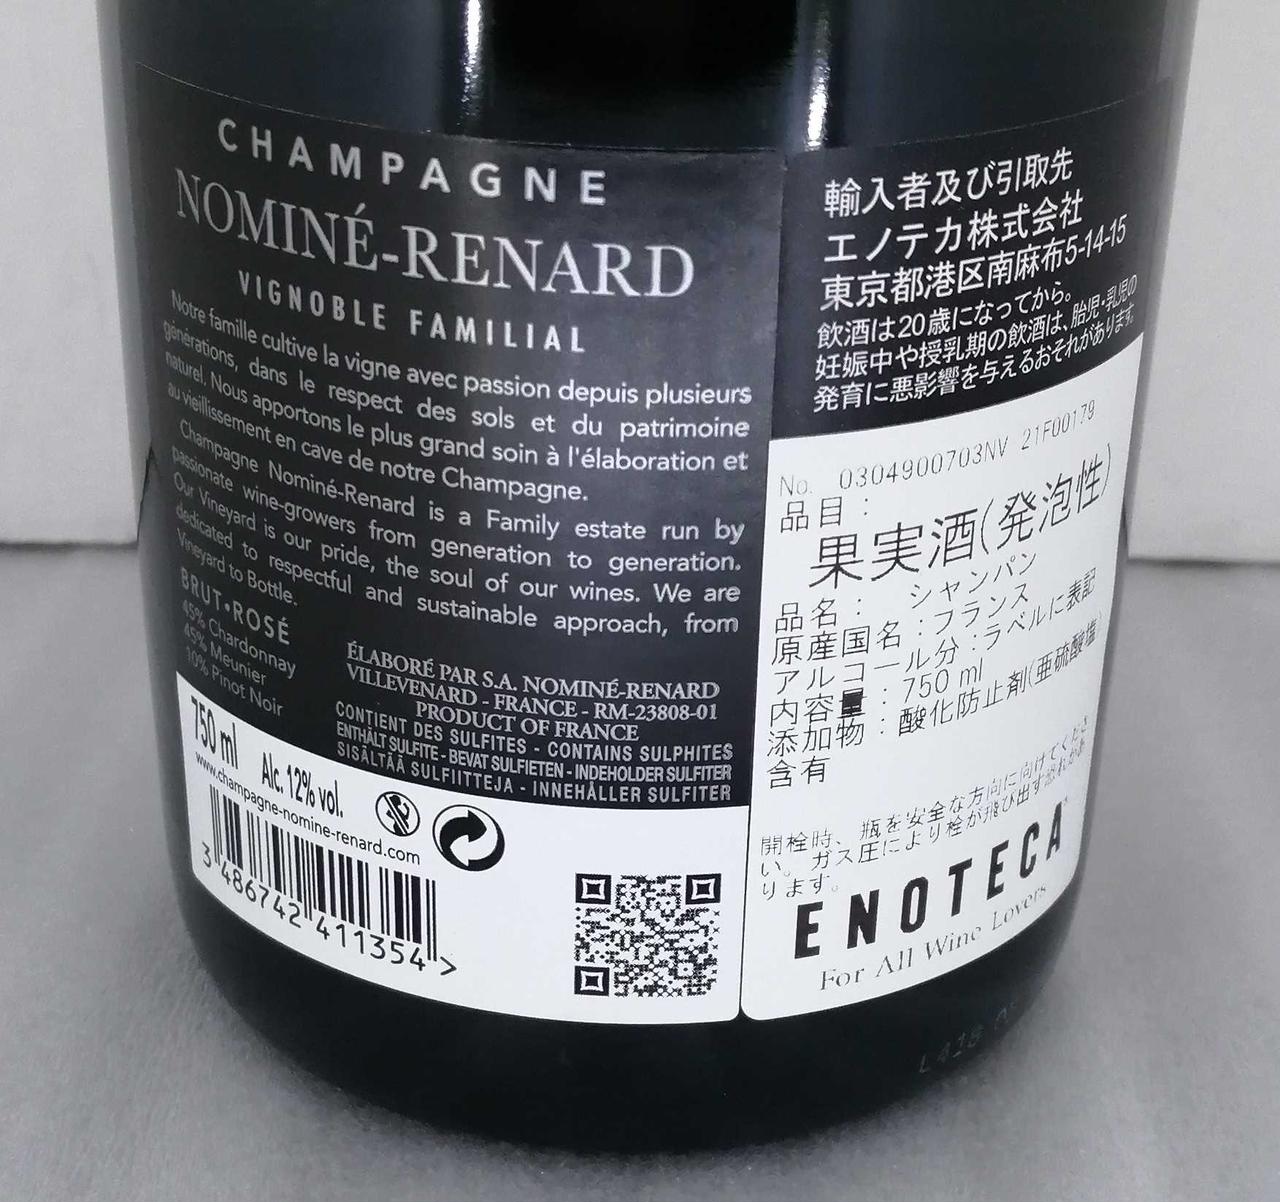 CHAMPAGNE
NOMINÉ-RENARD
VIGNOBLE FAMILIAL
Notre famille cultive la vigne avec passion depuis plusieurs
générations, dans le respect des sols et du patrimoine
naturel. Nous apportons le plus grand soin à l'élaboration et
au vieillissement en cave de notre Champagne.
Champagne Nominé-Renard is a Family estate run by
passionate wine-growers from generation to generation.
Our Vineyard is our pride, the soul of our wines. We are
dedicated to respectful and sustainable approach, from
Vineyard to Bottle.
BRUT•ROSÉ
45% Chardonnay
45% Meunier
10% Pinot Noir
ÉLABORÉ PAR S.A. NOMINÉ-RENARD
VILLEVENARD - FRANCE - RM-23808-01
PRODUCT OF FRANCE
CONTIENT DES SULFITES - CONTAINS SULPHITES
ENTHÄLT SULFITE - BEVAT SULFIETEN - INDEHOLDER SULFITER
SISÄLTÄÄ SULFIITTEJA - INNEHÅLLER SULFITER
750 ml Alc. 12% vol.
www.champagne-nomine-renard.com
3 486742 411354 >
輸入者及び引取先
エノテカ株式会社
東京都港区南麻布5-14-15
飲酒は20歳になってから。
妊娠中や授乳期の飲酒は、胎児・乳児の
発育に悪影響を与えるおそれがあります。
No. 0304900703NV 21F00179
品目：
果実酒(発泡性)
品名： シャンパン
原産国名：フランス
アルコール分：ラベルに表記
内容量：750 ml
添加物：酸化防止剤(亜硫酸塩)
含有
開栓時、瓶を安全な方向に向けてくださ
い。ガス圧により栓が飛び出す恐れがあ
ります。
ENOTECA
For All Wine Lovers